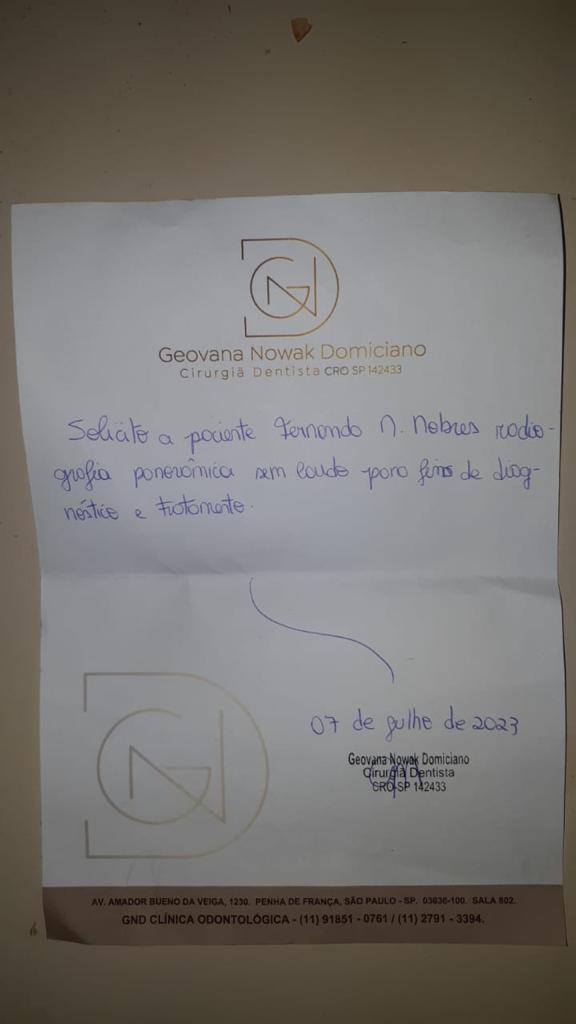 Geovana Nowak Domiciano
Cirurgiã Dentista CRO SP 142433
Solicito a paciente Fernando N. Nobres radio-
grafia panorâmica sem laudo para fins de diag-
nóstico e tratamento.
07 de julho de 2023
Geovana Nowak Domiciano
Cirurgiã Dentista
CRO-SP 142433
AV. AMADOR BUENO DA VEIGA, 1230. PENHA DE FRANÇA, SÃO PAULO - SP. 03636-100. SALA 802.
GND CLÍNICA ODONTOLÓGICA - (11) 91851 - 0761 / (11) 2791 - 3394.